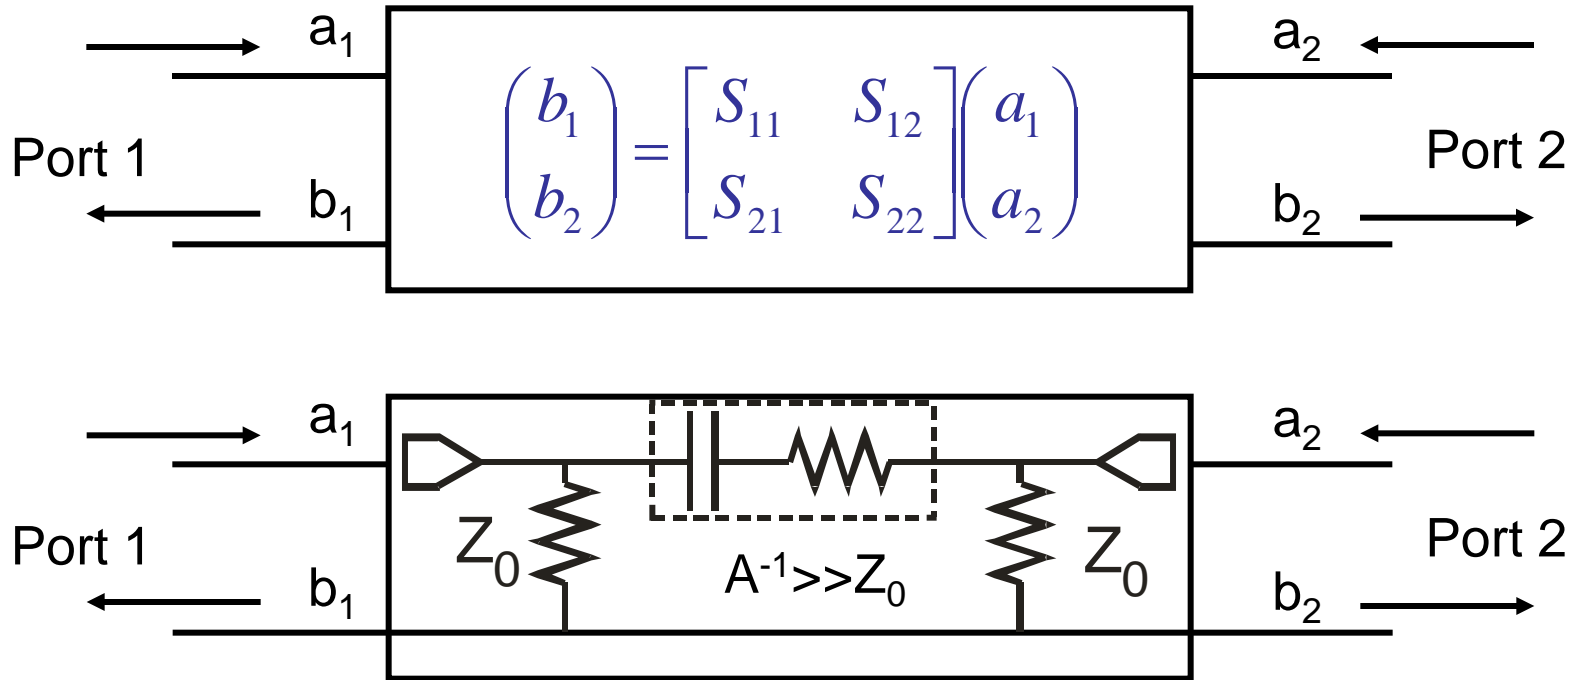 a₁
a₂
Port 1
(b₁ b₂) = [S₁₁ S₁₂ S₂₁ S₂₂] (a₁ a₂)
Port 2
b₁
b₂
a₁
a₂
Port 1
Z₀
A⁻¹>>Z₀
Z₀
Port 2
b₁
b₂